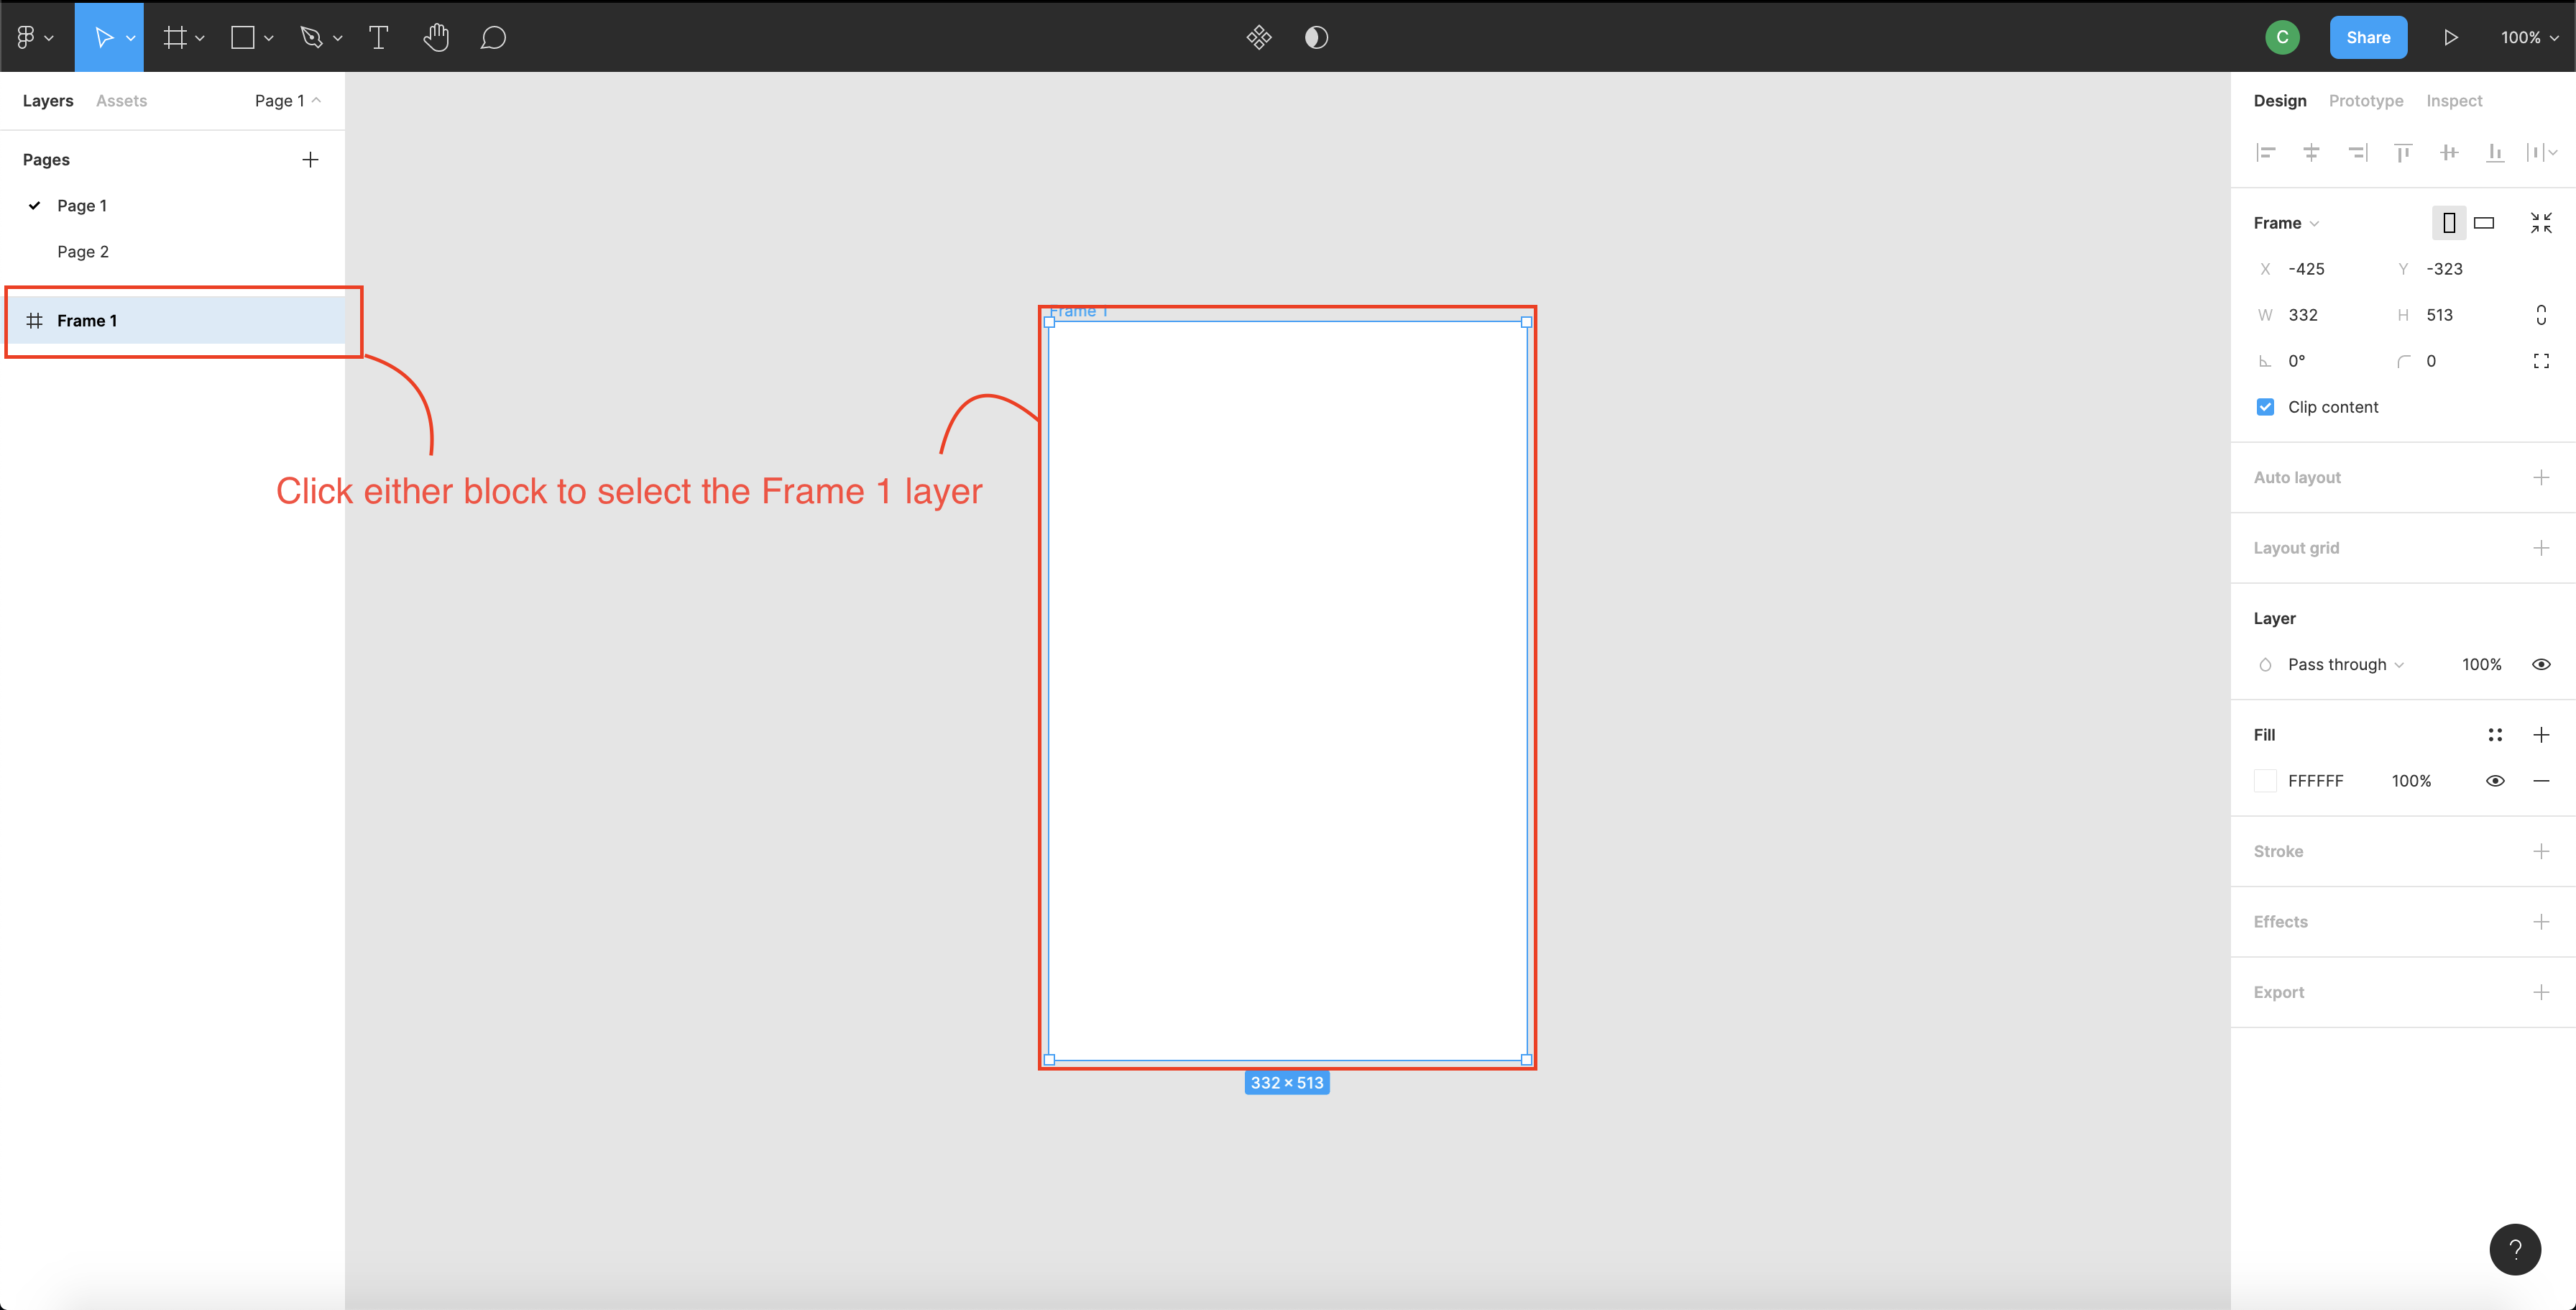 C
Share
100%
Layers Assets Page 1
Pages
Page 1
Page 2
Frame 1
Click either block to select the Frame 1 layer
Frame 1
332 × 513
Design Prototype Inspect
Frame
X -425 Y -323
W 332 H 513
0° 0
Clip content
Auto layout
Layout grid
Layer
Pass through 100%
Fill
FFFFFF 100%
Stroke
Effects
Export
?